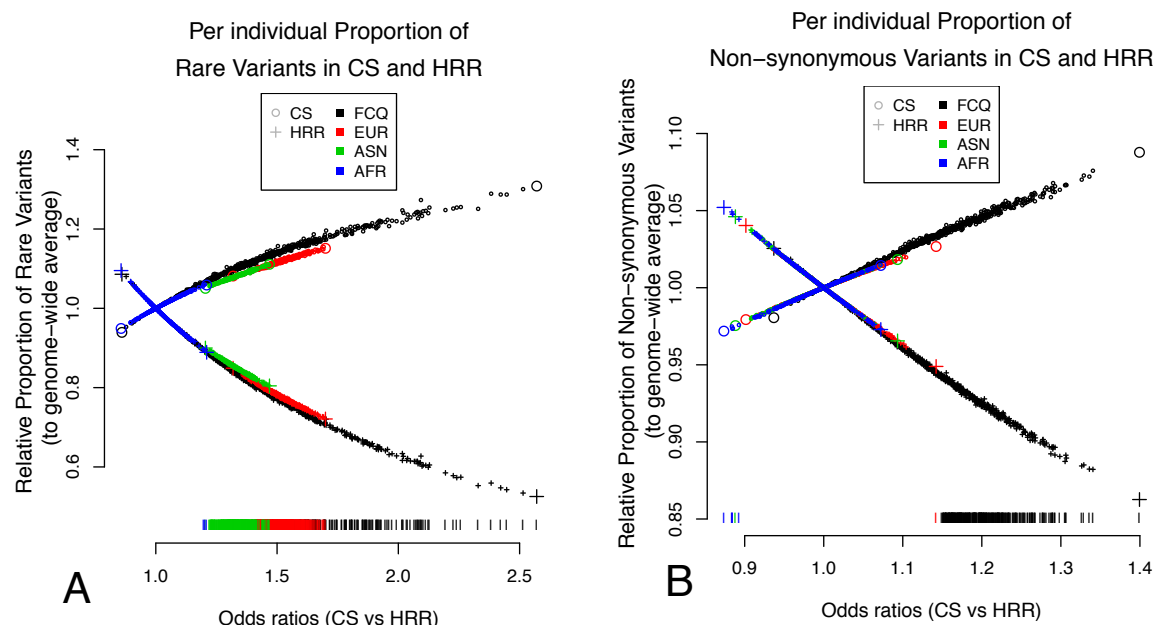 Per individual Proportion of
Rare Variants in CS and HRR
CS
HRR
FCQ
EUR
ASN
AFR
Relative Proportion of Rare Variants
(to genome−wide average)
1.4
1.2
1.0
0.8
0.6
1.0
1.5
2.0
2.5
A
Odds ratios (CS vs HRR)
Per individual Proportion of
Non−synonymous Variants in CS and HRR
CS
HRR
FCQ
EUR
ASN
AFR
Relative Proportion of Non−synonymous Variants
(to genome−wide average)
1.10
1.05
1.00
0.95
0.90
0.85
0.9
1.0
1.1
1.2
1.3
1.4
B
Odds ratios (CS vs HRR)